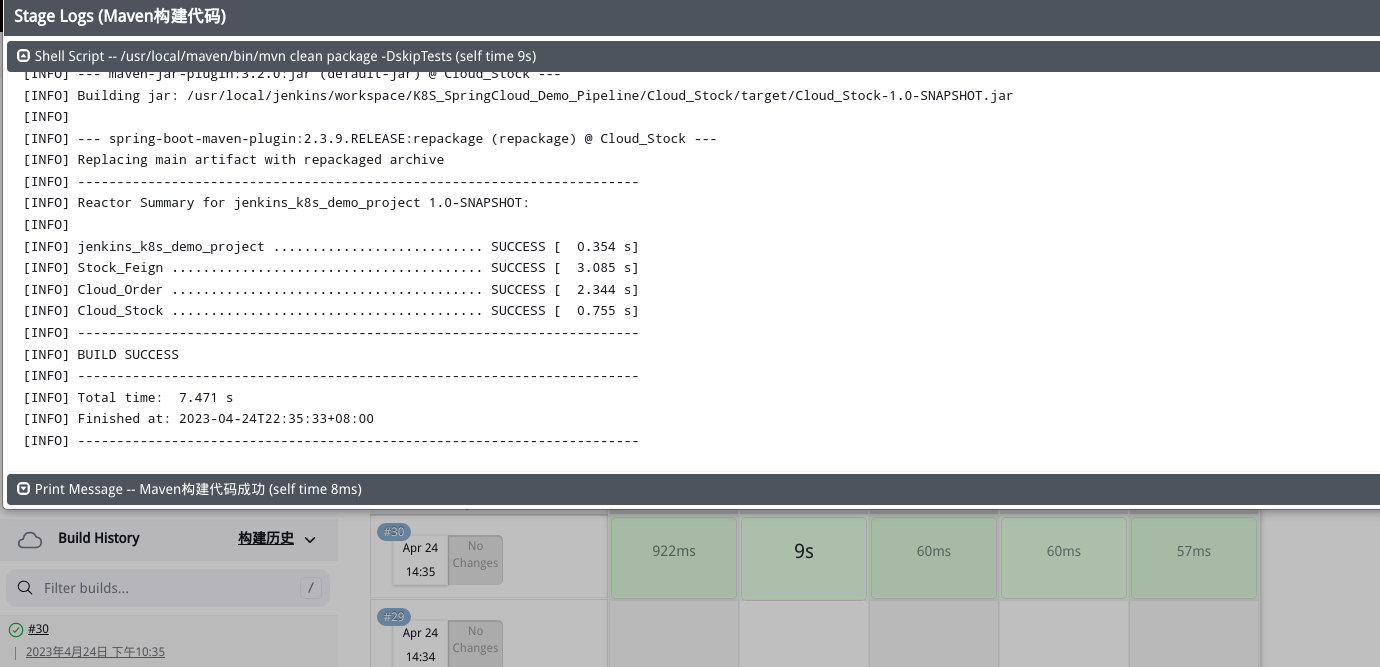 Stage Logs (Maven构建代码)
Shell Script -- /usr/local/maven/bin/mvn clean package -DskipTests (self time 9s)
[INFO] --- maven-jar-plugin:3.2.0:jar (default-jar) @ Cloud_Stock ---
[INFO] Building jar: /usr/local/jenkins/workspace/K8S_SpringCloud_Demo_Pipeline/Cloud_Stock/target/Cloud_Stock-1.0-SNAPSHOT.jar
[INFO]
[INFO] --- spring-boot-maven-plugin:2.3.9.RELEASE:repackage (repackage) @ Cloud_Stock ---
[INFO] Replacing main artifact with repackaged archive
[INFO] ------------------------------------------------------------------------
[INFO] Reactor Summary for jenkins_k8s_demo_project 1.0-SNAPSHOT:
[INFO]
[INFO] jenkins_k8s_demo_project ........................... SUCCESS [  0.354 s]
[INFO] Stock_Feign ........................................ SUCCESS [  3.085 s]
[INFO] Cloud_Order ........................................ SUCCESS [  2.344 s]
[INFO] Cloud_Stock ........................................ SUCCESS [  0.755 s]
[INFO] ------------------------------------------------------------------------
[INFO] BUILD SUCCESS
[INFO] ------------------------------------------------------------------------
[INFO] Total time:  7.471 s
[INFO] Finished at: 2023-04-24T22:35:33+08:00
[INFO] ------------------------------------------------------------------------
Print Message -- Maven构建代码成功 (self time 8ms)
Build History 构建历史
Filter builds... /
#30
2023年4月24日 下午10:35
#30
Apr 24
14:35
No
Changes
922ms 9s 60ms 60ms 57ms
#29
Apr 24
14:34
No
Changes